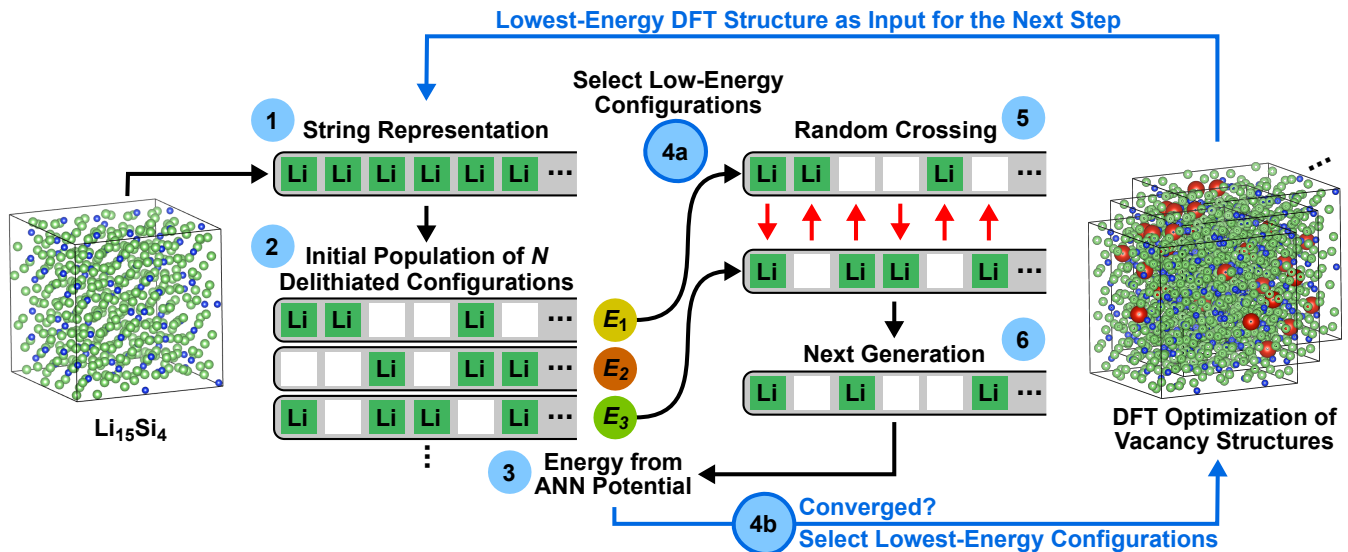 Lowest-Energy DFT Structure as Input for the Next Step
Select Low-Energy
Configurations
1
String Representation
4a
Random Crossing
5
Li Li Li Li Li Li ...
Li Li Li ...
2
Initial Population of N
Delithiated Configurations
Li Li Li Li ...
Li Li Li ...
E1
Next Generation
6
Li Li Li ...
E2
Li Li Li ...
Li Li Li ...
E3
Li15Si4
...
3
Energy from
ANN Potential
...
DFT Optimization of
Vacancy Structures
4b
Converged?
Select Lowest-Energy Configurations